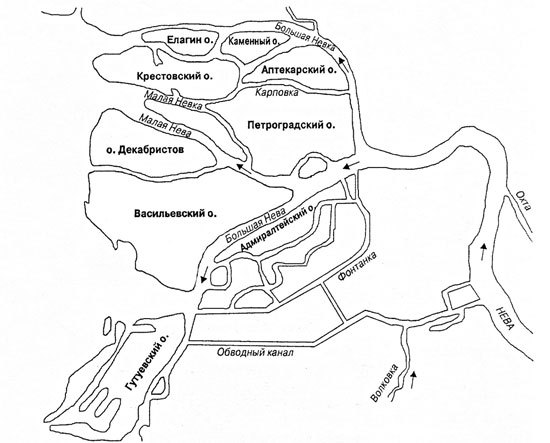 Большая Невка
Елагин о.
Каменный о.
Крестовский о.
Аптекарский о.
Карповка
Малая Невка
Малая Нева
Петроградский о.
о. Декабристов
Васильевский о.
Большая Нева
Адмиралтейский о.
Охта
Фонтанка
НЕВА
Обводный канал
Гутуевский о.
Волковка